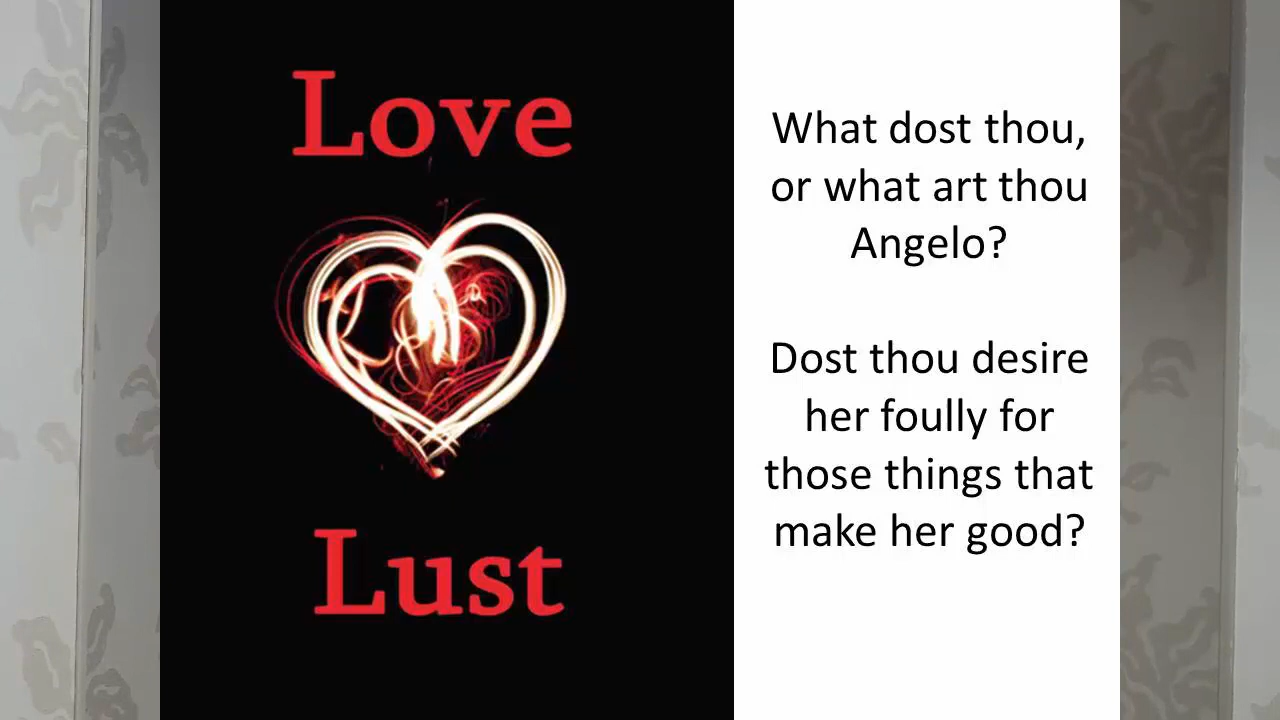 Love
Lust
What dost thou,
or what art thou
Angelo?
Dost thou desire
her foully for
those things that
make her good?